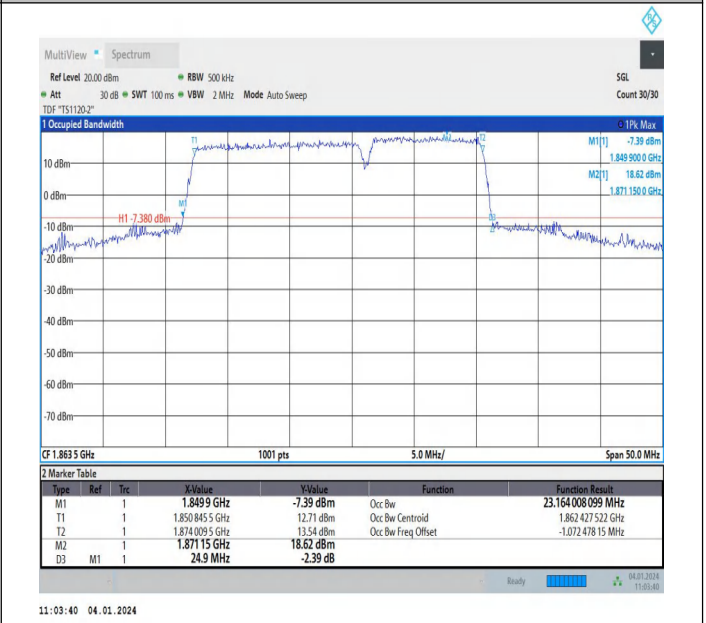 MultiView Spectrum
Ref Level 20.00 dBm RBW 500 kHz SGL
Att 30 dB SWT 100 ms VBW 2 MHz Mode Auto Sweep Count 30/30
TDF "TS1120-2"
1 Occupied Bandwidth 1Pk Max
M1[1] -7.39 dBm
1.849 900 0 GHz
M2[1] 18.62 dBm
1.871 150 0 GHz
T1
T2
10 dBm
0 dBm
M1
H1 -7.380 dBm
-10 dBm
D3
-20 dBm
-30 dBm
-40 dBm
-50 dBm
-60 dBm
-70 dBm
CF 1.863 5 GHz 1001 pts 5.0 MHz/ Span 50.0 MHz
2 Marker Table
Type Ref Trc X-Value Y-Value Function Function Result
M1 1 1.849 9 GHz -7.39 dBm Occ Bw 23.164 008 099 MHz
T1 1 1.850 845 5 GHz 12.71 dBm Occ Bw Centroid 1.862 427 522 GHz
T2 1 1.874 009 5 GHz 13.54 dBm Occ Bw Freq Offset -1.072 478 15 MHz
M2 1 1.871 15 GHz 18.62 dBm
D3 M1 1 24.9 MHz -2.39 dB
Ready 04.01.2024
11:03:40
11:03:40 04.01.2024